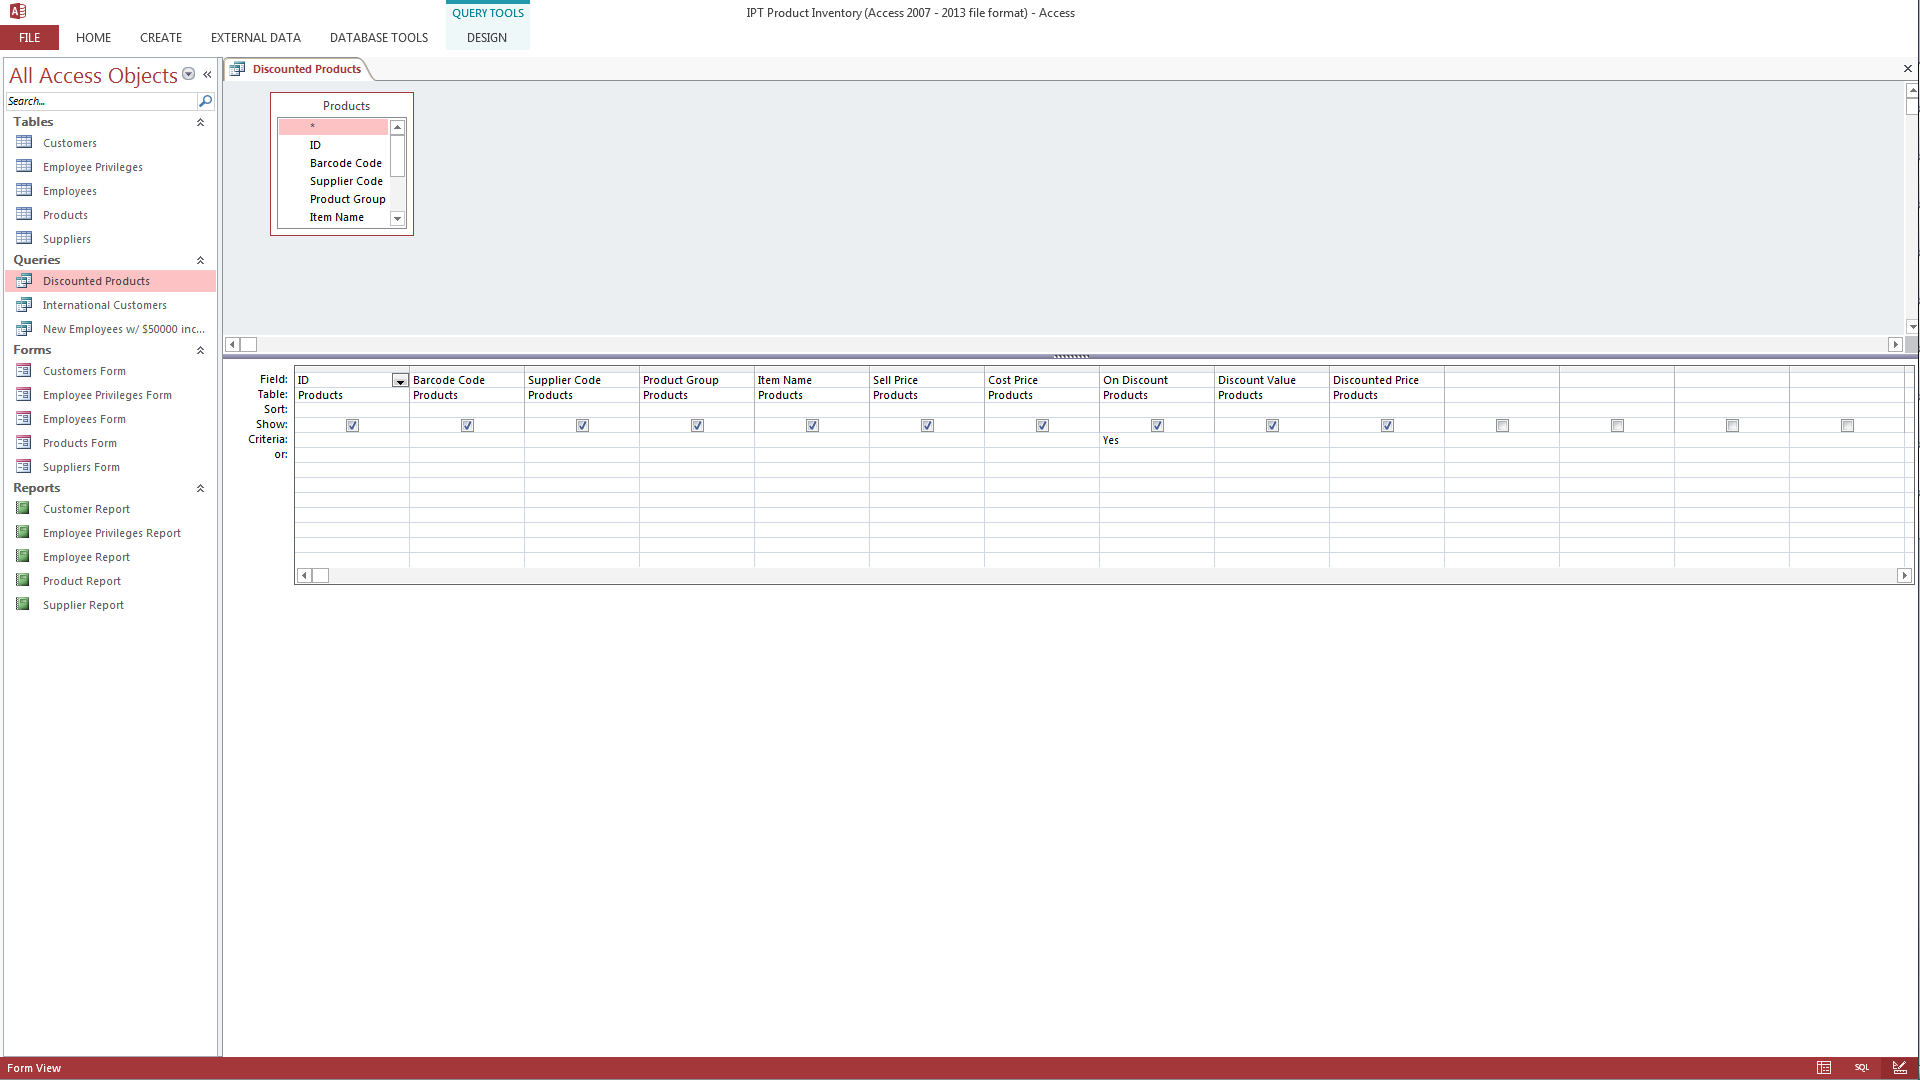 QUERY TOOLS
IPT Product Inventory (Access 2007 - 2013 file format) - Access
FILE HOME CREATE EXTERNAL DATA DATABASE TOOLS DESIGN
All Access Objects
Search...
Tables
Customers
Employee Privileges
Employees
Products
Suppliers
Queries
Discounted Products
International Customers
New Employees w/ $50000 inc...
Forms
Customers Form
Employee Privileges Form
Employees Form
Products Form
Suppliers Form
Reports
Customer Report
Employee Privileges Report
Employee Report
Product Report
Supplier Report
Discounted Products
Products
*
ID
Barcode Code
Supplier Code
Product Group
Item Name
Field: ID Barcode Code Supplier Code Product Group Item Name Sell Price Cost Price On Discount Discount Value Discounted Price
Table: Products Products Products Products Products Products Products Products Products Products
Sort:
Show:
Criteria: Yes
or:
Form View
SQL